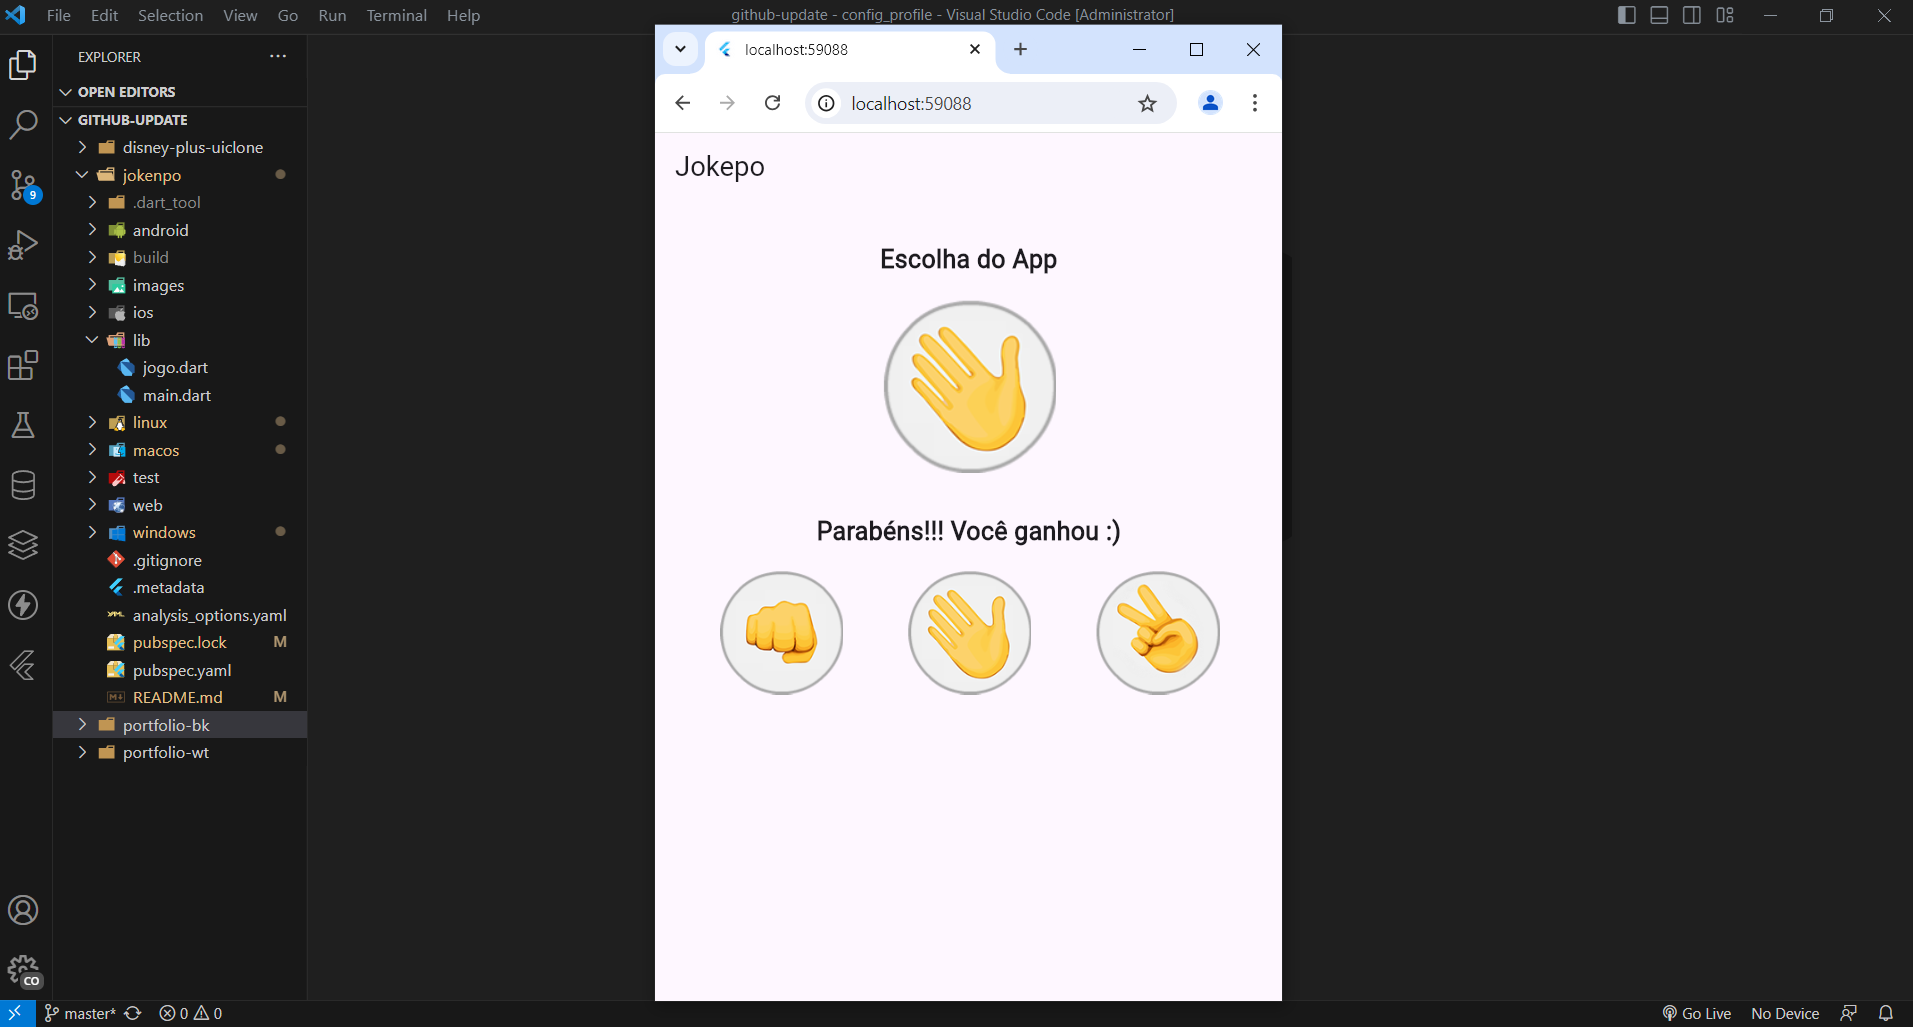 File Edit Selection View Go Run Terminal Help
github-update - config_profile - Visual Studio Code [Administrator]
EXPLORER
OPEN EDITORS
GITHUB-UPDATE
disney-plus-uiclone
jokenpo
.dart_tool
android
build
images
ios
lib
jogo.dart
main.dart
linux
macos
test
web
windows
.gitignore
.metadata
analysis_options.yaml
pubspec.lock M
pubspec.yaml
README.md M
portfolio-bk
portfolio-wt
9
CO
localhost:59088
localhost:59088
Jokepo
Escolha do App
Parabéns!!! Você ganhou :)
master* 0 0
Go Live No Device